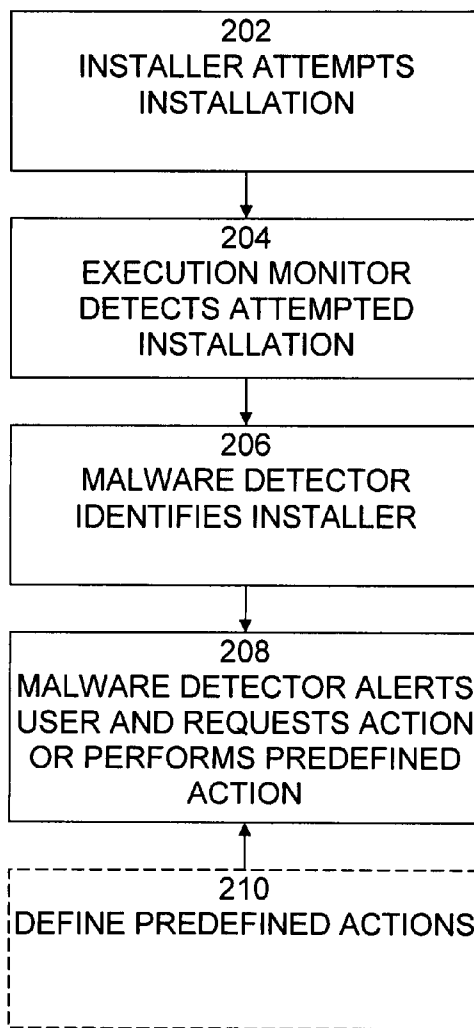 202
INSTALLER ATTEMPTS
INSTALLATION
204
EXECUTION MONITOR
DETECTS ATTEMPTED
INSTALLATION
206
MALWARE DETECTOR
IDENTIFIES INSTALLER
208
MALWARE DETECTOR ALERTS
USER AND REQUESTS ACTION
OR PERFORMS PREDEFINED
ACTION
210
DEFINE PREDEFINED ACTIONS